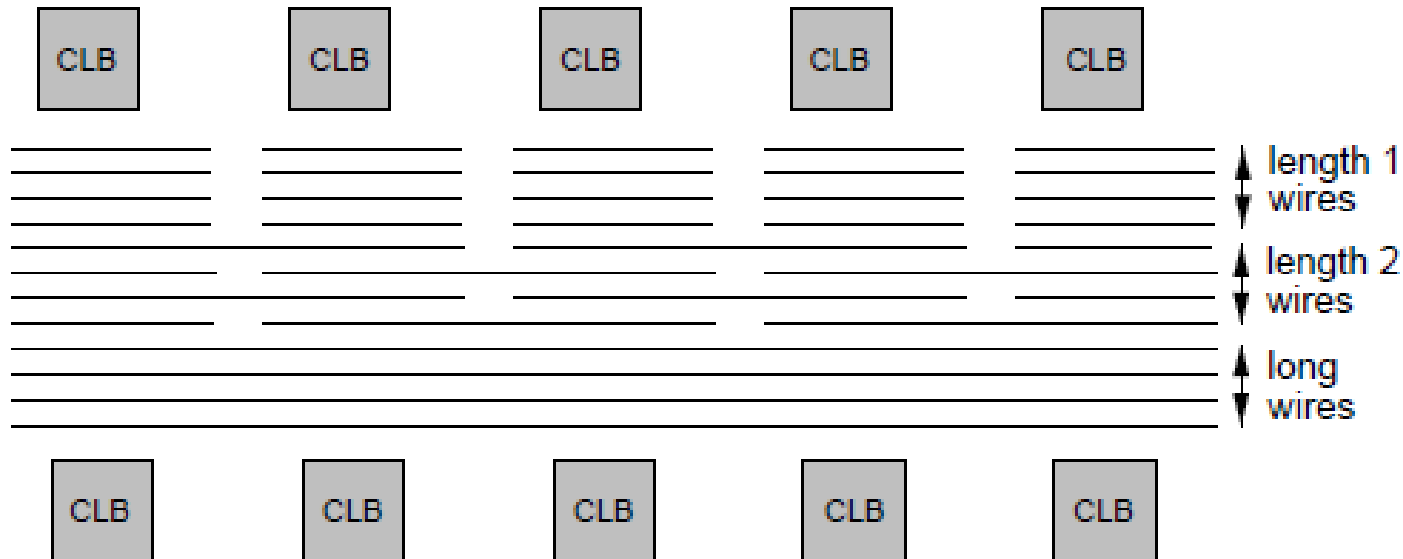 CLB CLB CLB CLB CLB
length 1
wires
length 2
wires
long
wires
CLB CLB CLB CLB CLB